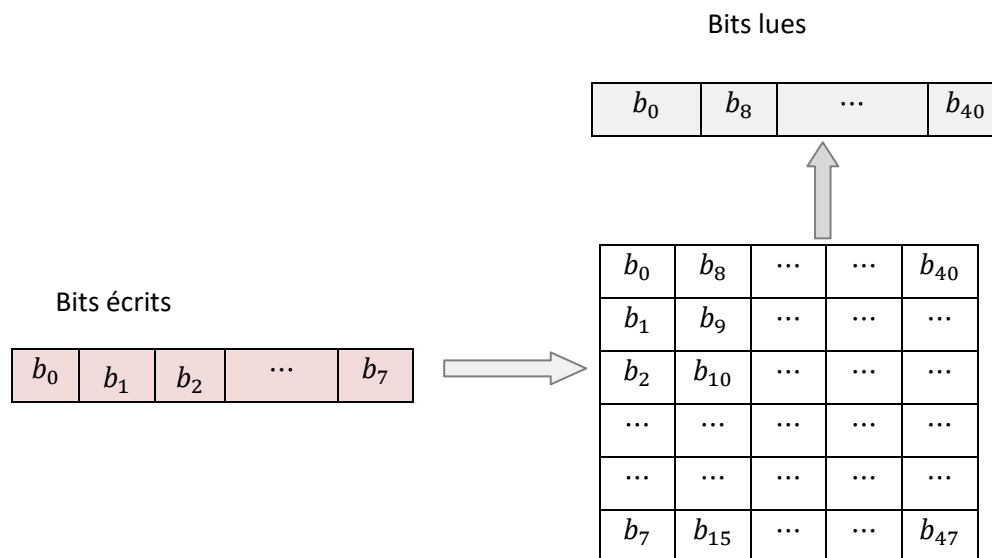 Bits lues
b₀ b₈ ⋯ b₄₀
b₀ b₈ ⋯ ⋯ b₄₀
Bits écrits
b₁ b₉ ⋯ ⋯ ⋯
b₀ b₁ b₂ ⋯ b₇
b₂ b₁₀ ⋯ ⋯ ⋯
⋯ ⋯ ⋯ ⋯ ⋯
⋯ ⋯ ⋯ ⋯ ⋯
b₇ b₁₅ ⋯ ⋯ b₄₇